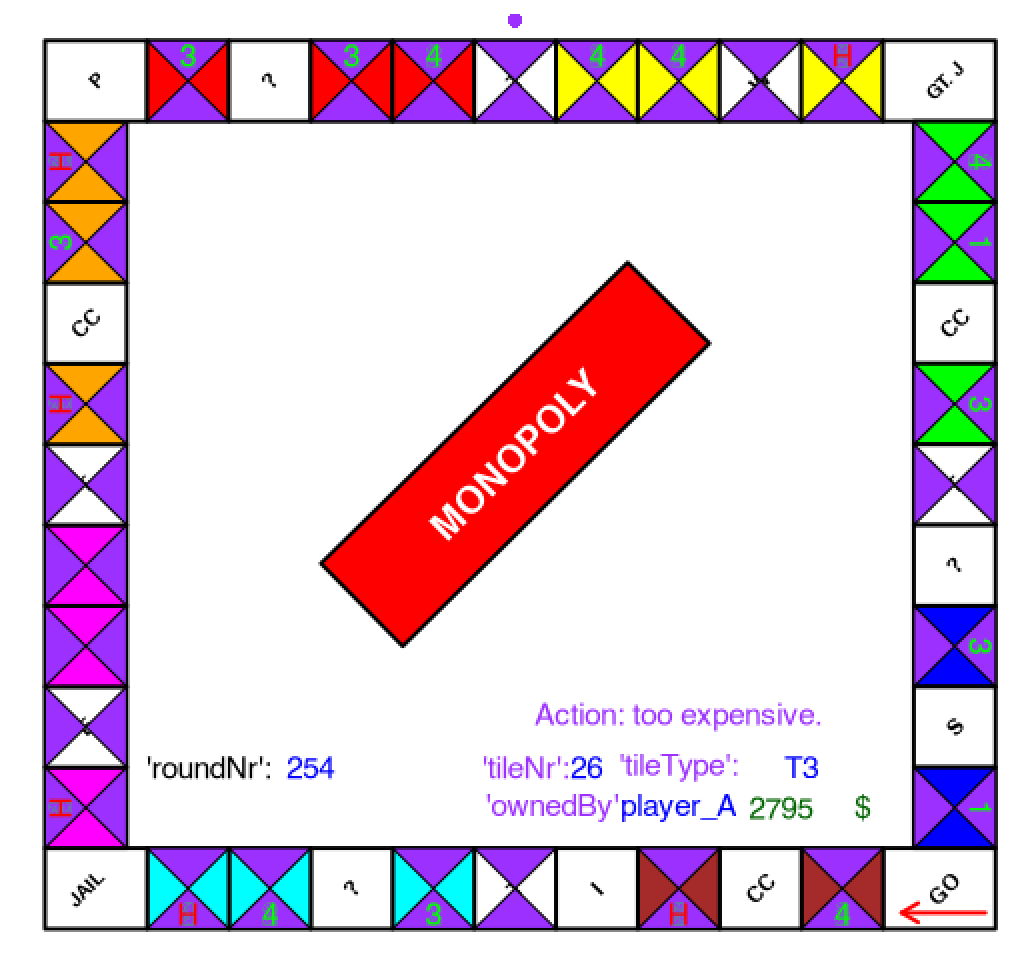 3 ? 3 4 4 4 H
P GT. J
H 4
3 1
CC CC
H 3
MONOPOLY
?
3
Action: too expensive.
S
'roundNr': 254 'tileNr':26 'tileType': T3
H 1
'ownedBy'player_A 2795 $
JAIL ? I CC GO
H 4 3 H 4